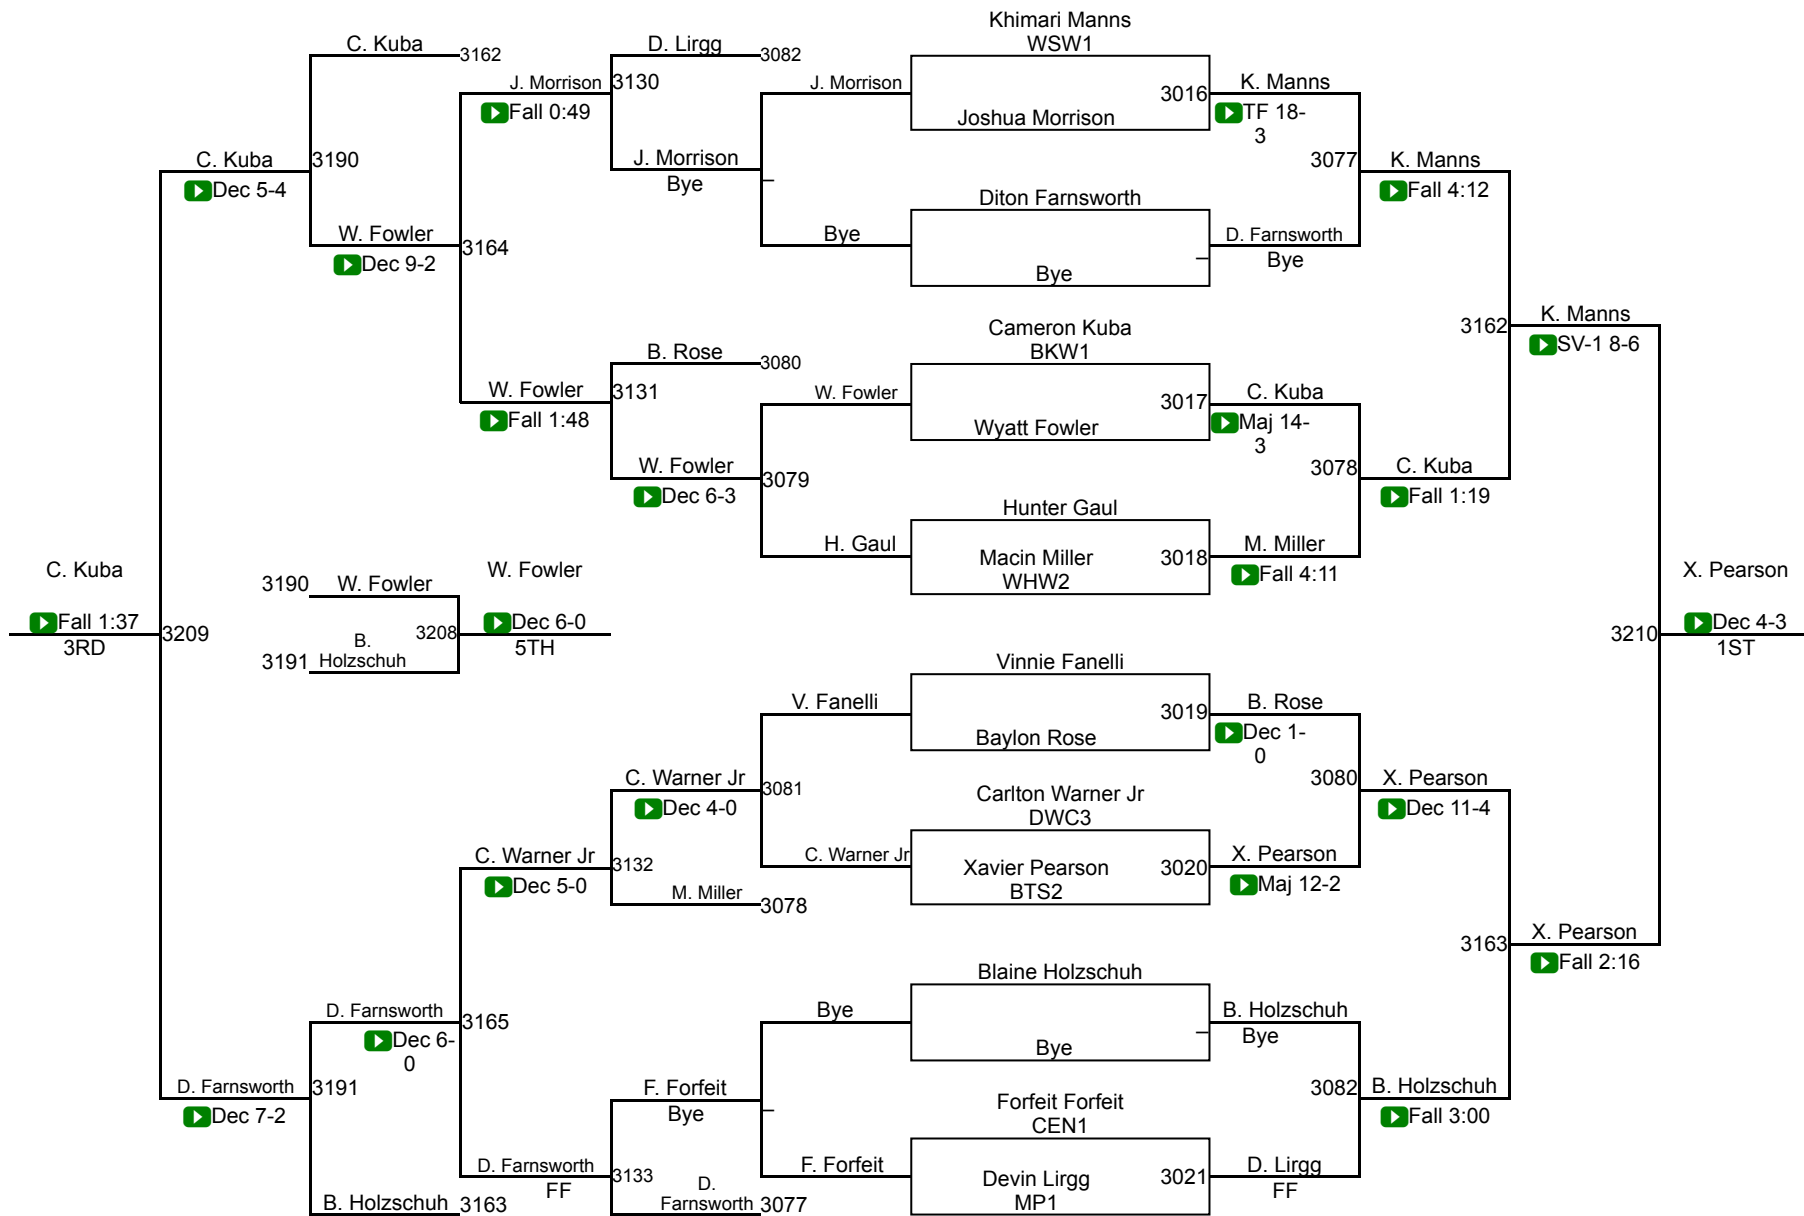 Khimari Manns
WSW1
C. Kuba
3162
D. Lirgg
3082
J. Morrison
3130
Fall 0:49
J. Morrison
3016
Joshua Morrison
K. Manns
TF 18-
3
C. Kuba
3190
Dec 5-4
J. Morrison
Bye
3077
K. Manns
Fall 4:12
Diton Farnsworth
W. Fowler
3164
Dec 9-2
Bye
Bye
D. Farnsworth
Bye
Cameron Kuba
BKW1
3162
K. Manns
SV-1 8-6
B. Rose
3080
W. Fowler
3131
Fall 1:48
W. Fowler
3017
Wyatt Fowler
C. Kuba
Maj 14-
3
W. Fowler
3079
Dec 6-3
3078
C. Kuba
Fall 1:19
Hunter Gaul
H. Gaul
Macin Miller
WHW2
3018
M. Miller
Fall 4:11
C. Kuba
Fall 1:37
3RD
3209
3190
W. Fowler
3191
B.
Holzschuh
3208
W. Fowler
Dec 6-0
5TH
3210
X. Pearson
Dec 4-3
1ST
Vinnie Fanelli
V. Fanelli
3019
Baylon Rose
B. Rose
Dec 1-
0
C. Warner Jr
3081
Dec 4-0
3080
X. Pearson
Dec 11-4
Carlton Warner Jr
DWC3
C. Warner Jr
3132
Dec 5-0
C. Warner Jr
Xavier Pearson
BTS2
3020
X. Pearson
Maj 12-2
M. Miller
3078
3163
X. Pearson
Fall 2:16
Blaine Holzschuh
D. Farnsworth
3165
Dec 6-
0
Bye
Bye
B. Holzschuh
Bye
D. Farnsworth
3191
Dec 7-2
F. Forfeit
Bye
3082
B. Holzschuh
Fall 3:00
Forfeit Forfeit
CEN1
D. Farnsworth
FF
3133
F. Forfeit
Devin Lirgg
MP1
3021
D. Lirgg
FF
B. Holzschuh
3163
D.
Farnsworth
3077